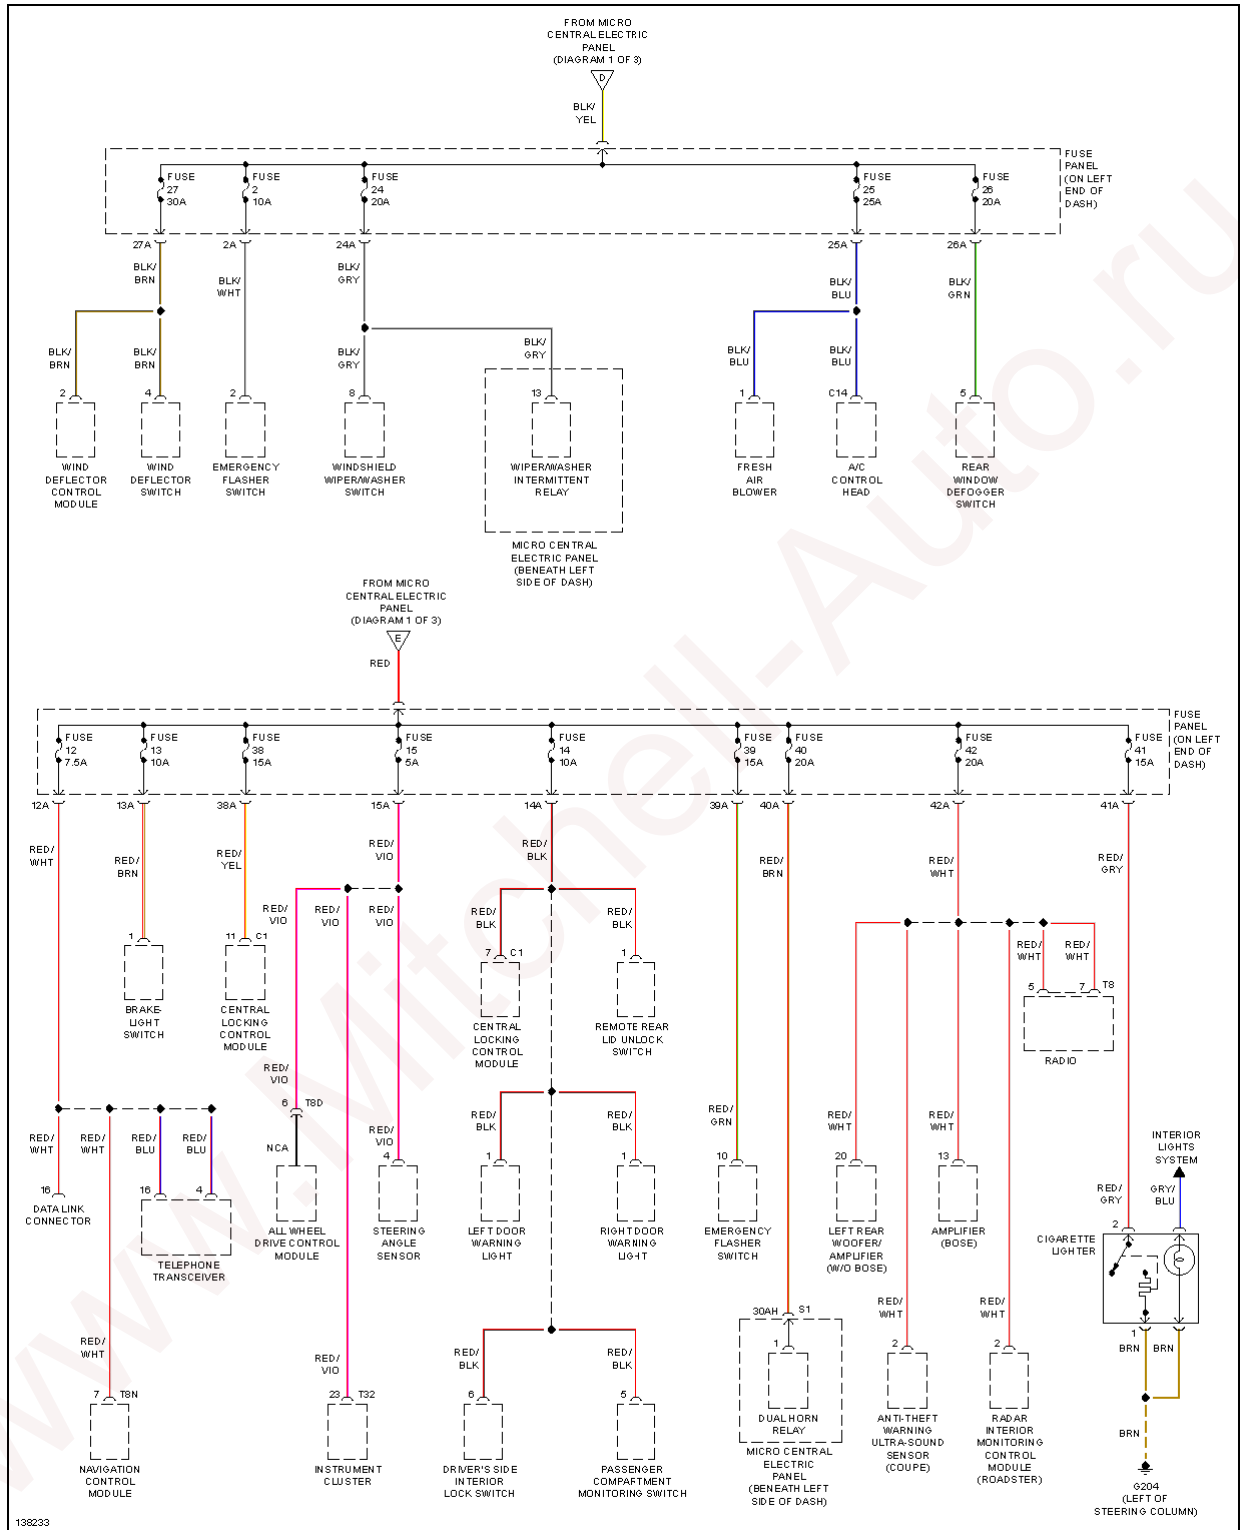 FROM MICRO
CENTRAL ELECTRIC
PANEL
(DIAGRAM 1 OF 3)
D
BLK/
YEL
FUSE
PANEL
(ON LEFT
END OF
DASH)
FUSE
27
30A
FUSE
2
10A
FUSE
24
20A
FUSE
25
25A
FUSE
26
20A
27A
2A
24A
25A
26A
BLK/
BRN
BLK/
WHT
BLK/
GRY
BLK/
BLU
BLK/
GRN
BLK/
BRN
BLK/
BRN
BLK/
GRY
BLK/
GRY
BLK/
BLU
BLK/
BLU
2
4
2
8
13
1
C14
5
WIND
DEFLECTOR
CONTROL
MODULE
WIND
DEFLECTOR
SWITCH
EMERGENCY
FLASHER
SWITCH
WINDSHIELD
WIPER/WASHER
SWITCH
WIPER/WASHER
INTERMITTENT
RELAY
FRESH
AIR
BLOWER
A/C
CONTROL
HEAD
REAR
WINDOW
DEFOGGER
SWITCH
MICRO CENTRAL
ELECTRIC PANEL
(BENEATH LEFT
SIDE OF DASH)
FROM MICRO
CENTRAL ELECTRIC
PANEL
(DIAGRAM 1 OF 3)
E
RED
FUSE
PANEL
(ON LEFT
END OF
DASH)
FUSE
12
7.5A
FUSE
13
10A
FUSE
38
15A
FUSE
15
5A
FUSE
14
10A
FUSE
39
15A
FUSE
40
20A
FUSE
42
20A
FUSE
41
15A
12A
13A
38A
15A
14A
39A
40A
42A
41A
RED/
WHT
RED/
BRN
RED/
YEL
RED/
VIO
RED/
BLK
RED/
BRN
RED/
WHT
RED/
GRY
RED/
VIO
RED/
VIO
RED/
VIO
RED/
BLK
RED/
BLK
RED/
WHT
RED/
WHT
1
11 C1
7 C1
1
5
7 T8
BRAKE-
LIGHT
SWITCH
CENTRAL
LOCKING
CONTROL
MODULE
CENTRAL
LOCKING
CONTROL
MODULE
REMOTE REAR
LID UNLOCK
SWITCH
RADIO
RED/
VIO
6 T8D
NCA
RED/
VIO
4
RED/
BLK
RED/
BLK
1
1
RED/
GRN
10
RED/
WHT
RED/
WHT
20
13
RED/
WHT
RED/
WHT
RED/
BLU
RED/
BLU
16
16
4
DATA LINK
CONNECTOR
TELEPHONE
TRANSCEIVER
ALL WHEEL
DRIVE CONTROL
MODULE
STEERING
ANGLE
SENSOR
LEFT DOOR
WARNING
LIGHT
RIGHT DOOR
WARNING
LIGHT
EMERGENCY
FLASHER
SWITCH
LEFT REAR
WOOFER/
AMPLIFIER
(W/O BOSE)
AMPLIFIER
(BOSE)
INTERIOR
LIGHTS
SYSTEM
RED/
GRY
GRY/
BLU
2
CIGARETTE
LIGHTER
1
BRN
BRN
BRN
G204
(LEFT OF
STEERING COLUMN)
RED/
WHT
7 T8N
NAVIGATION
CONTROL
MODULE
RED/
VIO
23 T32
INSTRUMENT
CLUSTER
RED/
BLK
RED/
BLK
6
5
DRIVER'S SIDE
INTERIOR
LOCK SWITCH
PASSENGER
COMPAFTMENT
MONITORING SWITCH
30AH S1
1
DUAL HORN
RELAY
MICRO CENTRAL
ELECTRIC
PANEL
(BENEATH LEFT
SIDE OF DASH)
RED/
WHT
RED/
WHT
2
2
ANTI-THEFT
WARNING
ULTRA-SOUND
SENSOR
(COUPE)
RADAR
INTERIOR
MONITORING
CONTROL
MODULE
(ROADSTER)
138233
www.Mitchell-Auto.ru